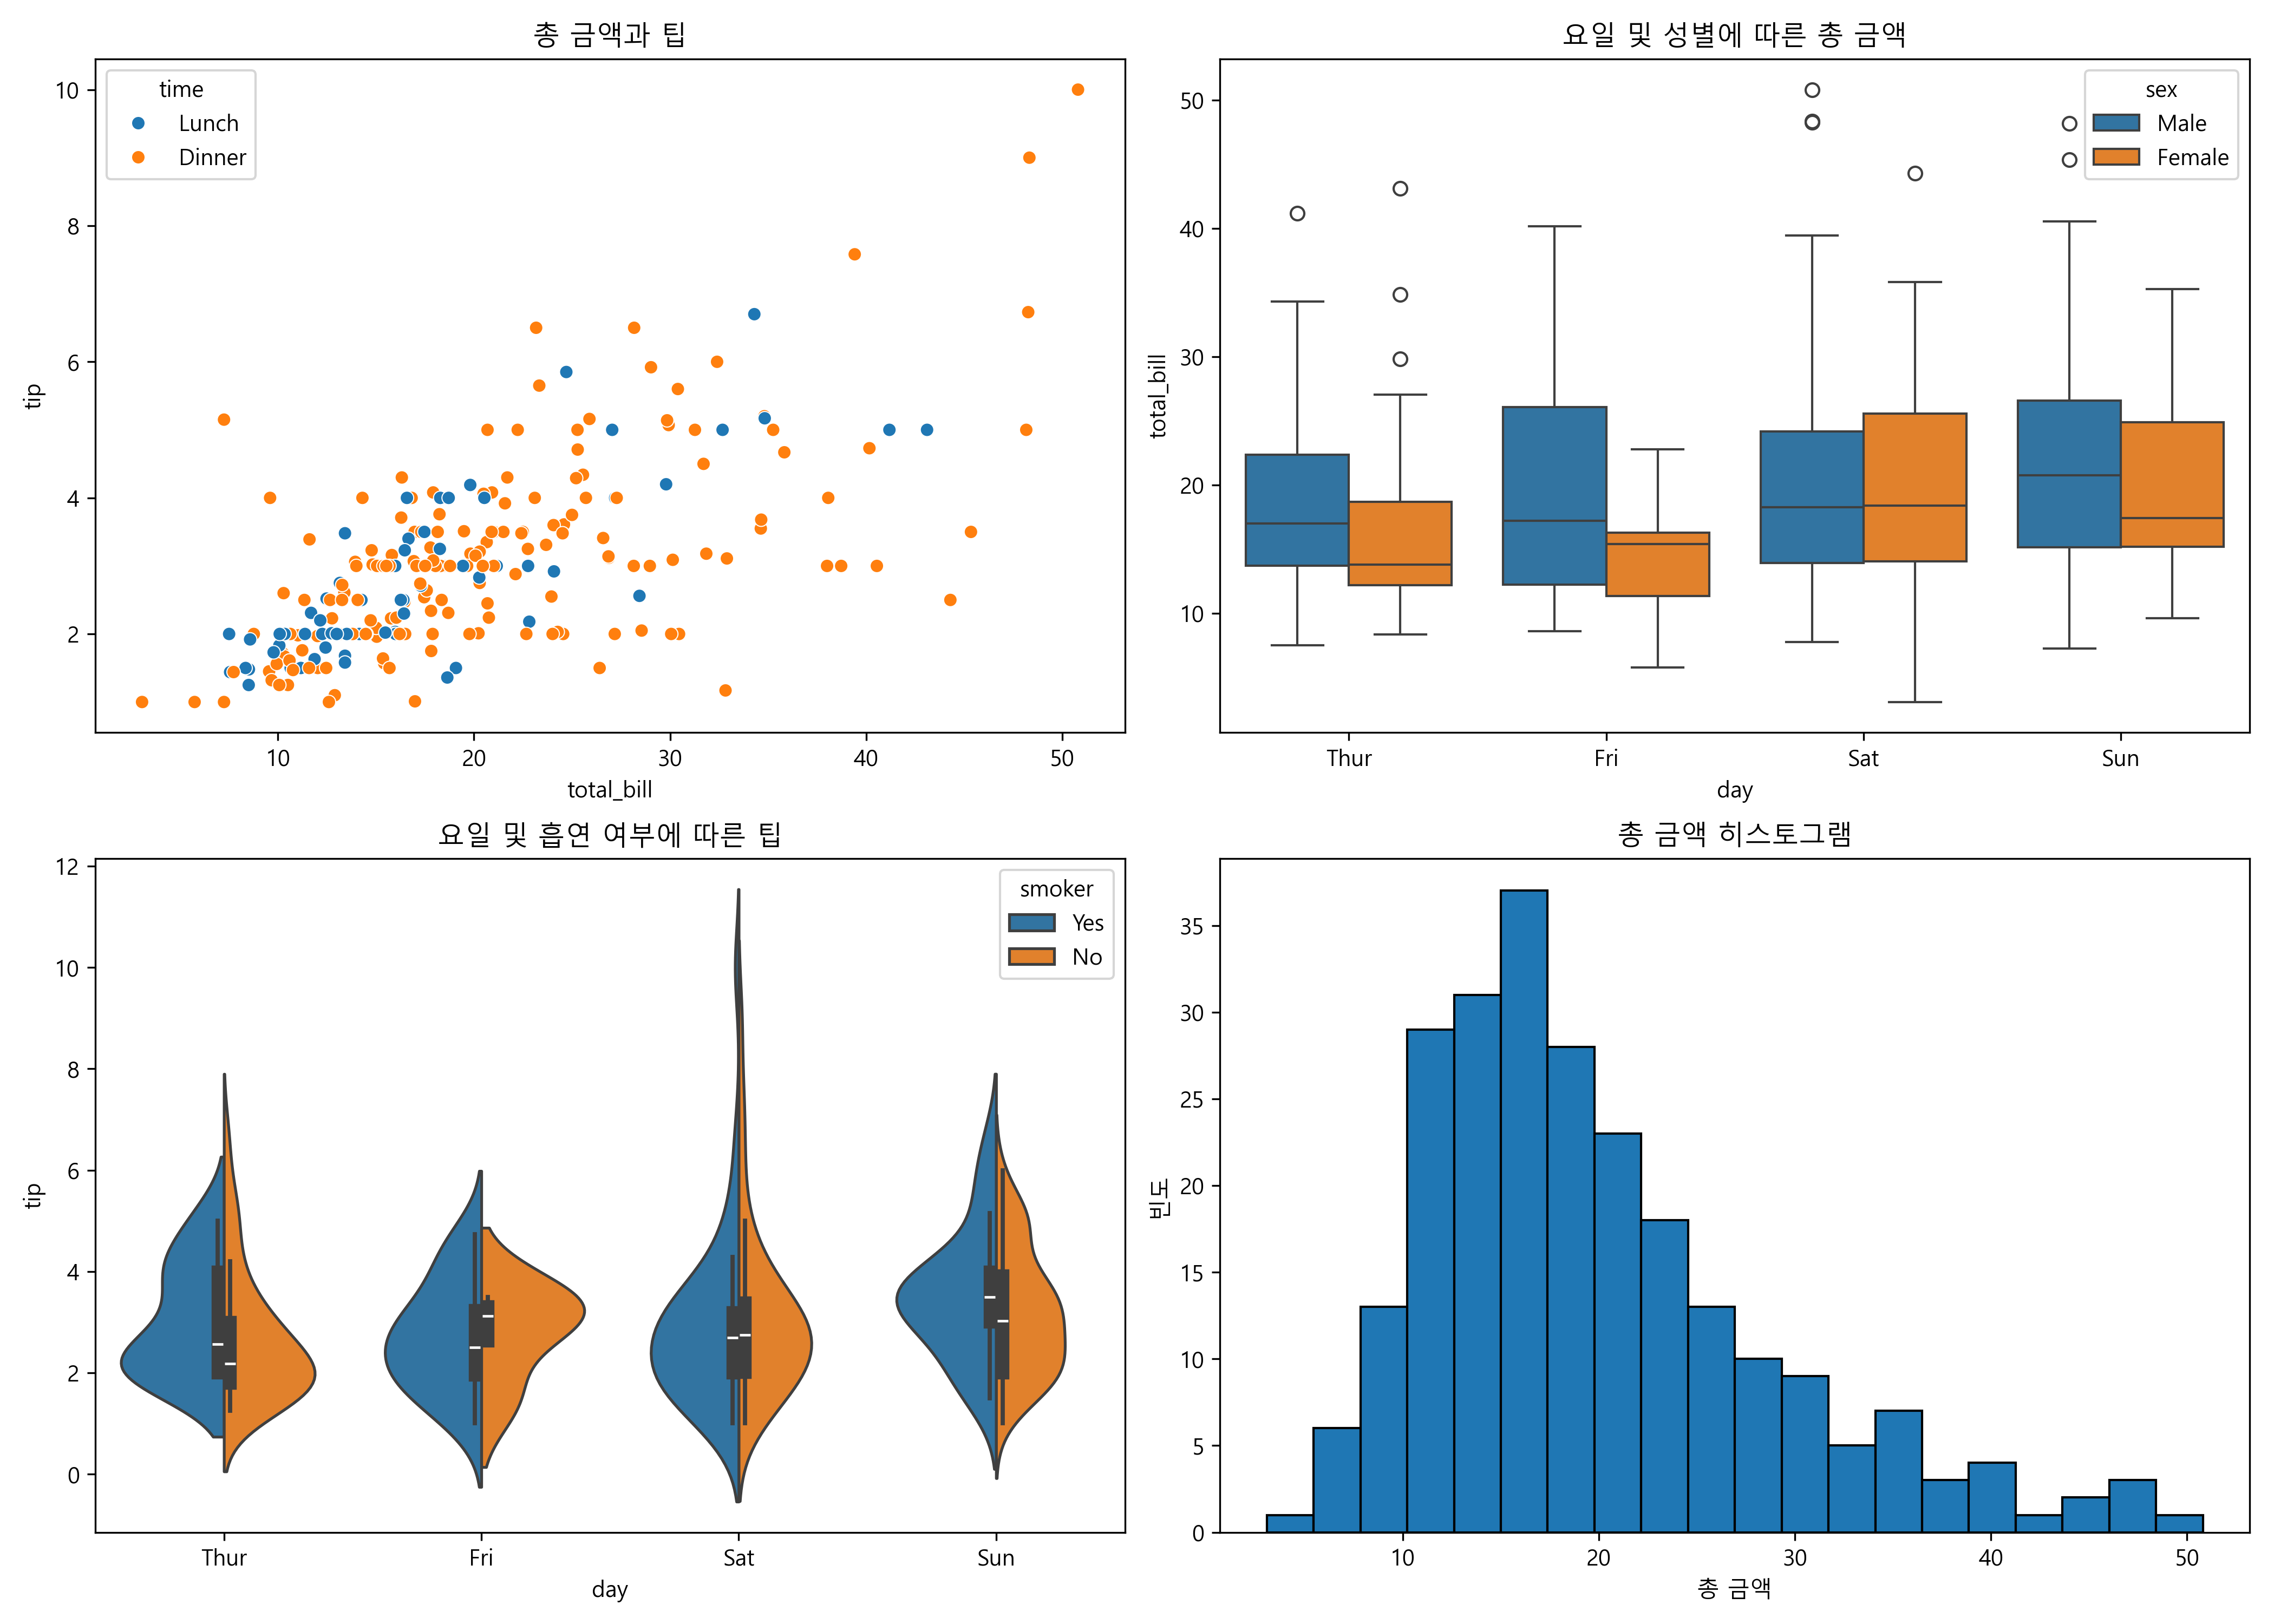 총 금액과 팁
time
Lunch
Dinner
10
8
6
4
2
tip
10
20
30
40
50
total_bill
요일 및 성별에 따른 총 금액
sex
Male
Female
50
40
30
20
10
total_bill
Thur
Fri
Sat
Sun
day
요일 및 흡연 여부에 따른 팁
smoker
Yes
No
12
10
8
6
4
2
0
tip
Thur
Fri
Sat
Sun
day
총 금액 히스토그램
35
30
25
20
15
10
5
0
빈도
10
20
30
40
50
총 금액